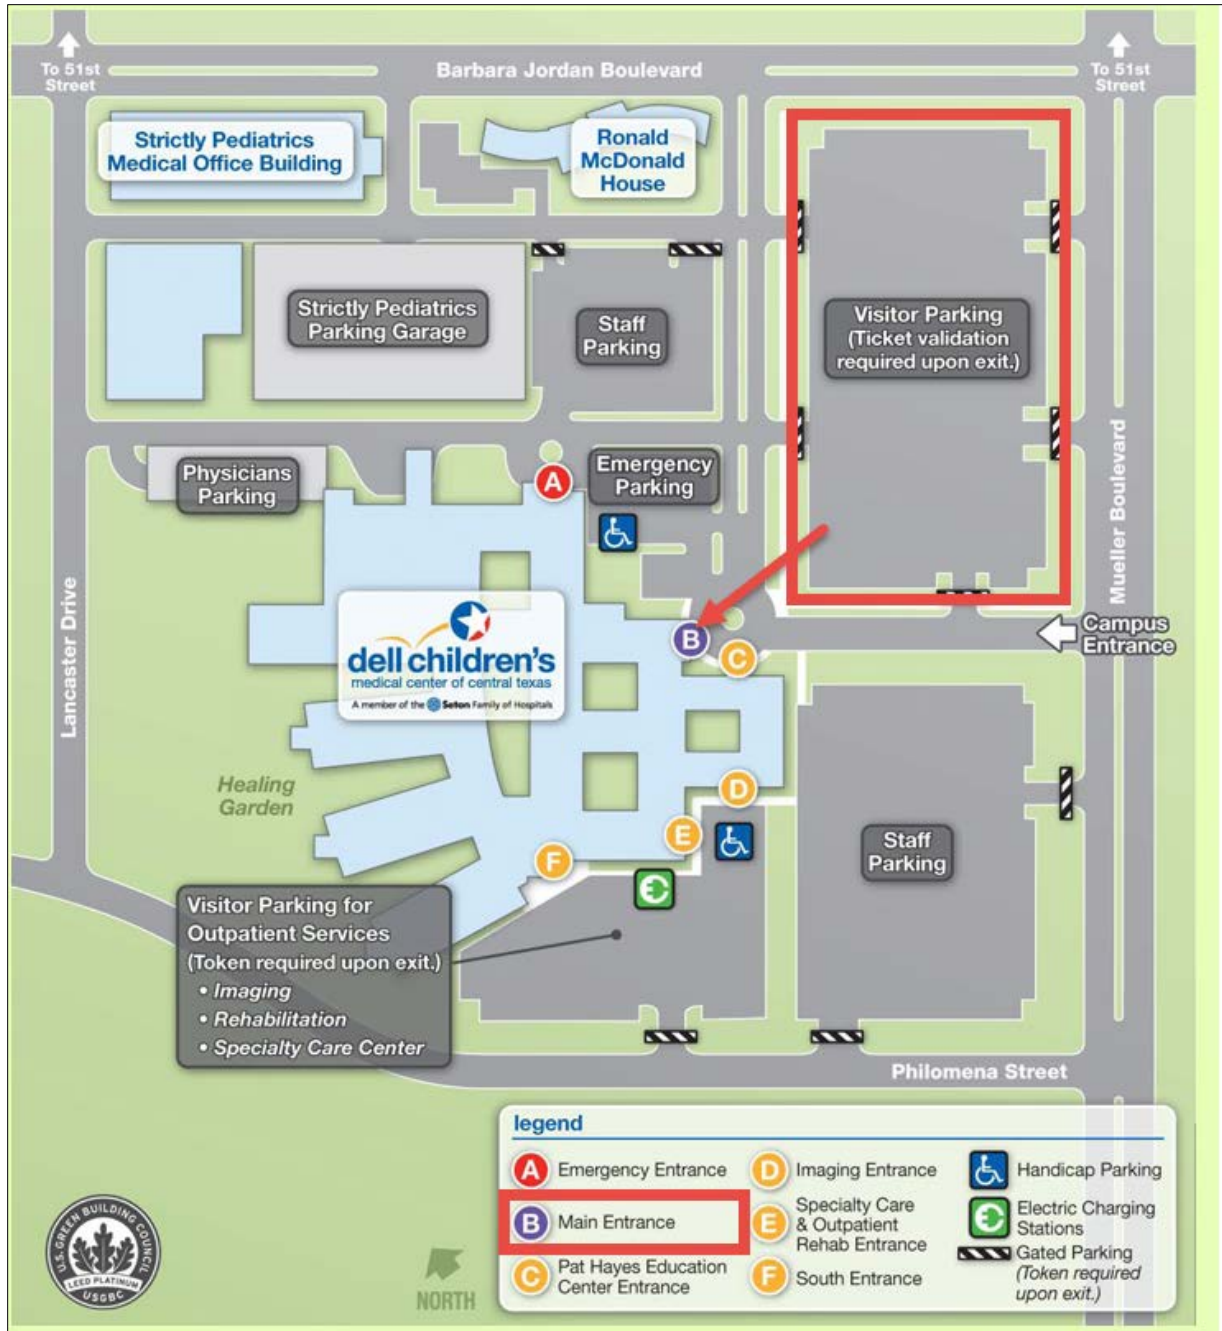 To 51st
Street
Barbara Jordan Boulevard
To 51st
Street
Strictly Pediatrics
Medical Office Building
Ronald
McDonald
House
Strictly Pediatrics
Parking Garage
Staff
Parking
Visitor Parking
(Ticket validation
required upon exit.)
Physicians
Parking
A
Emergency
Parking
Mueller Boulevard
Lancaster Drive
dell children's
medical center of central texas
A member of the Seton Family of Hospitals
B
C
Campus
Entrance
Healing
Garden
D
E
F
Staff
Parking
Visitor Parking for
Outpatient Services
(Token required upon exit.)
• Imaging
• Rehabilitation
• Specialty Care Center
Philomena Street
legend
A Emergency Entrance
B Main Entrance
C Pat Hayes Education
Center Entrance
D Imaging Entrance
E Specialty Care
& Outpatient
Rehab Entrance
F South Entrance
Handicap Parking
Electric Charging
Stations
Gated Parking
(Token required
upon exit.)
U.S. GREEN BUILDING COUNCIL
LEED PLATINUM
USGBC
NORTH